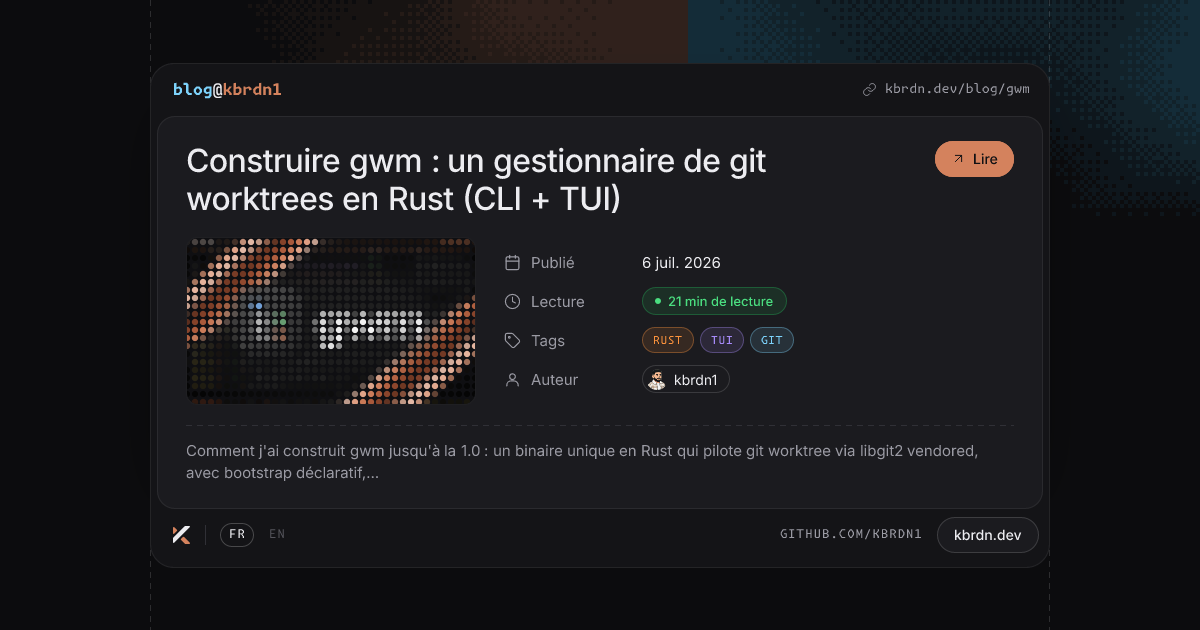 blog@kbrdn1
kbrdn.dev/blog/gwm
Construire gwm : un gestionnaire de git
worktrees en Rust (CLI + TUI)
Lire
Publié
6 juil. 2026
Lecture
21 min de lecture
Tags
RUST
TUI
GIT
Auteur
kbrdn1
Comment j'ai construit gwm jusqu'à la 1.0 : un binaire unique en Rust qui pilote git worktree via libgit2 vendored,
avec bootstrap déclaratif,...
FR
EN
GITHUB.COM/KBRDN1
kbrdn.dev